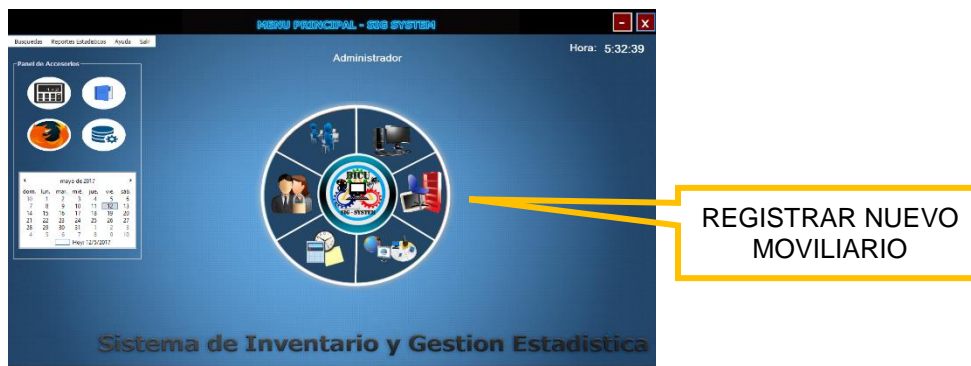 MENU PRINCIPAL - SIG SYSTEM
- X
Busquedas Reportes Estadisticos Ayuda Salir
Hora: 5:32:39
Administrador
Panel de Accesorios
mayo de 2017
dom. lun. mar. mié. jue. vie. sáb.
30 1 2 3 4 5 6
7 8 9 10 11 12 13
14 15 16 17 18 19 20
21 22 23 24 25 26 27
28 29 30 31 1 2 3
4 5 6 7 8 9 10
Hoy: 12/5/2017
SIG - SYSTEM
REGISTRAR NUEVO
MOVILIARIO
Sistema de Inventario y Gestion Estadistica